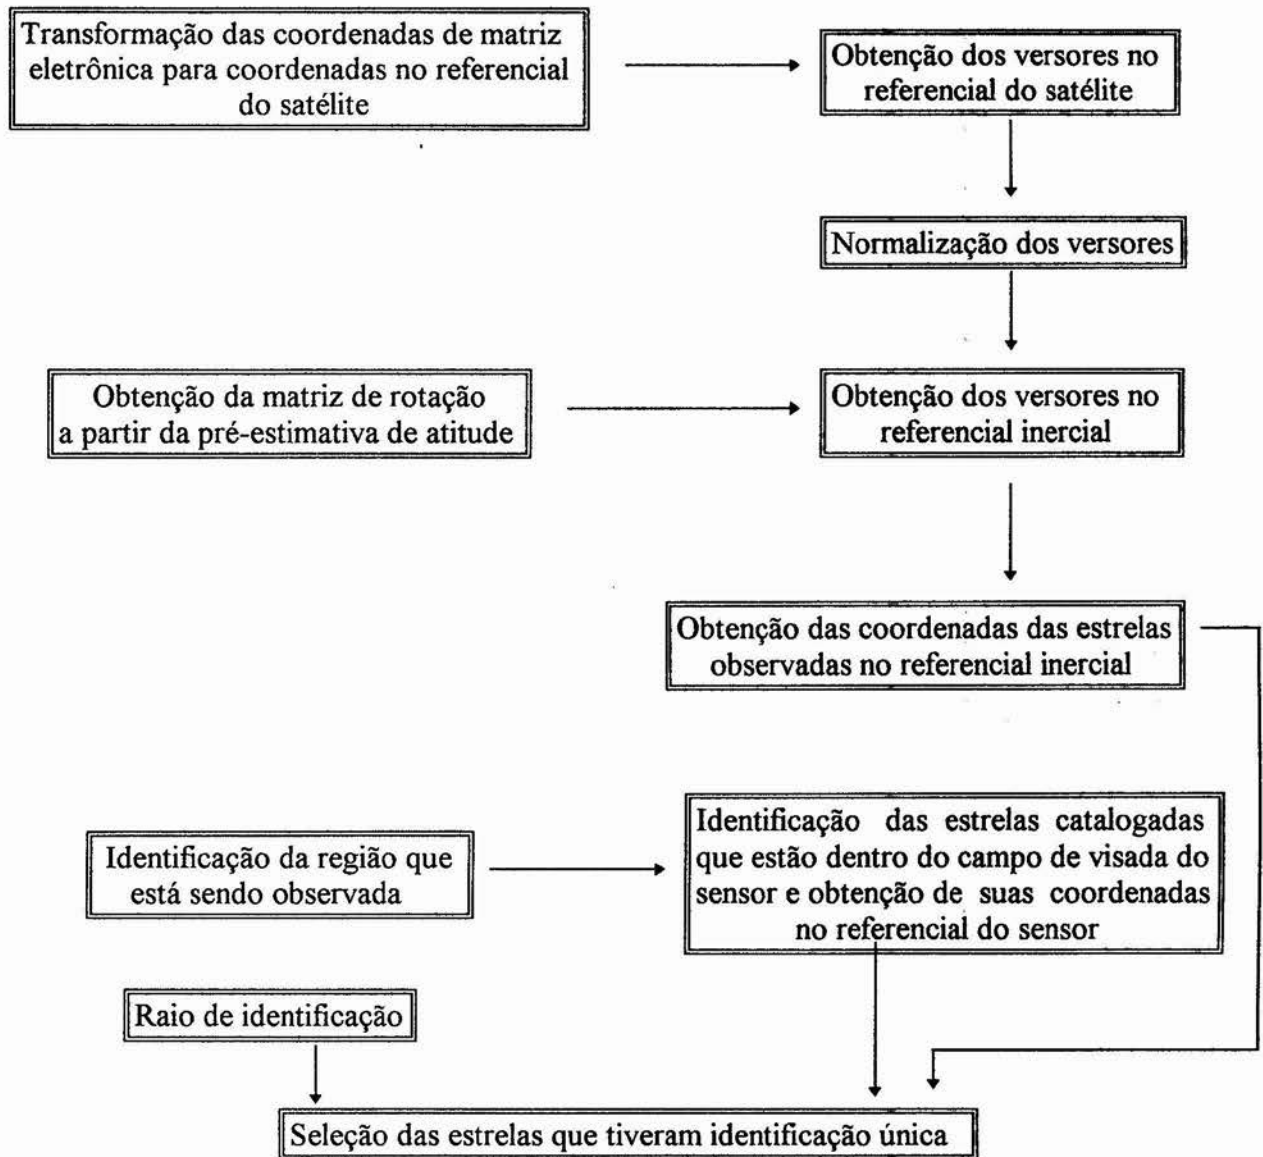 Transformação das coordenadas de matriz
eletrônica para coordenadas no referencial
do satélite
Obtenção dos versores no
referencial do satélite
Normalização dos versores
Obtenção da matriz de rotação
a partir da pré-estimativa de atitude
Obtenção dos versores no
referencial inercial
Obtenção das coordenadas das estrelas
observadas no referencial inercial
Identificação da região que
está sendo observada
Identificação das estrelas catalogadas
que estão dentro do campo de visada do
sensor e obtenção de suas coordenadas
no referencial do sensor
Raio de identificação
Seleção das estrelas que tiveram identificação única